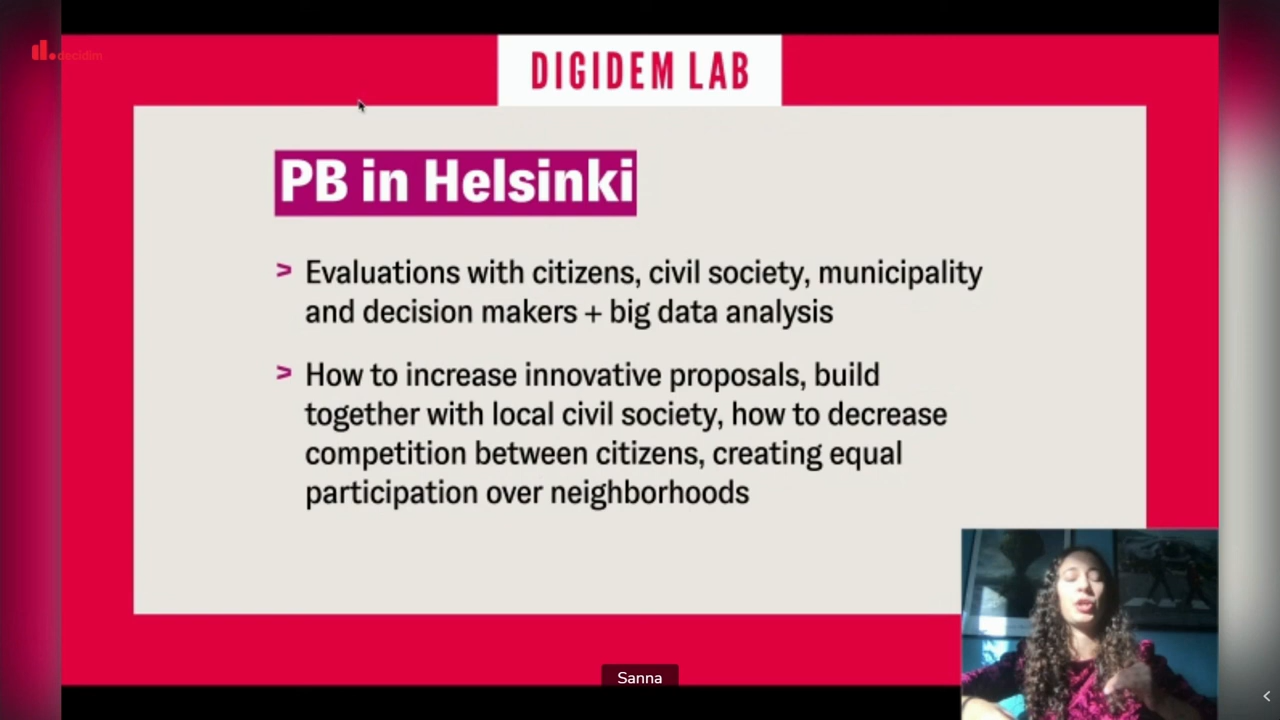 decidim
DIGIDEM LAB
PB in Helsinki
> Evaluations with citizens, civil society, municipality
and decision makers + big data analysis
> How to increase innovative proposals, build
together with local civil society, how to decrease
competition between citizens, creating equal
participation over neighborhoods
Sanna